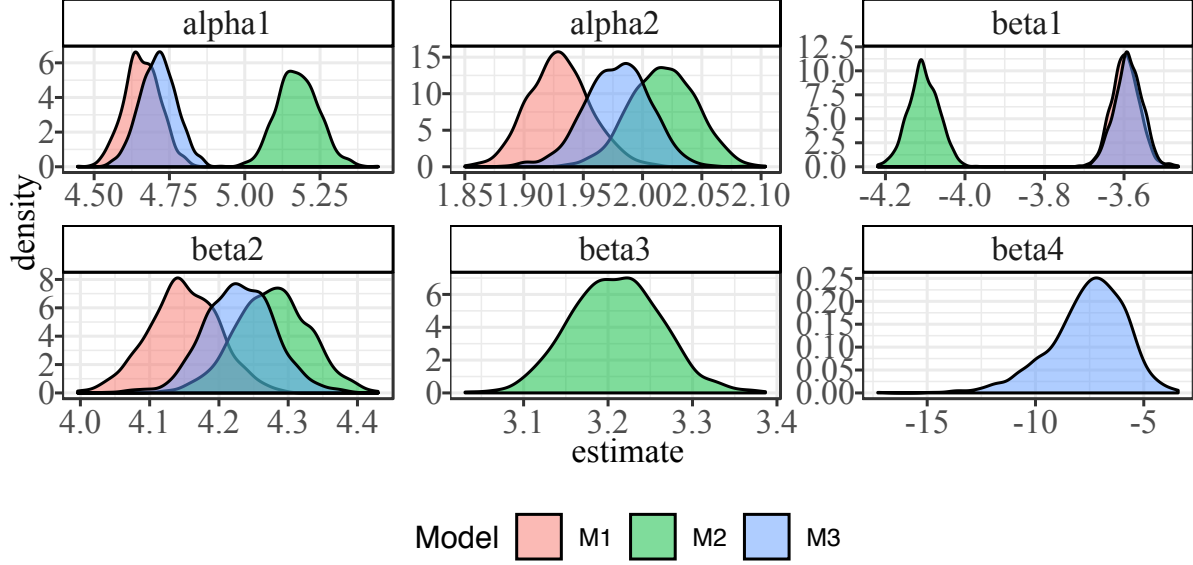 alpha1
alpha2
beta1
6
4
2
0
15
10
5
0
12.5
10.0
7.5
5.0
2.5
0.0
4.50 4.75 5.00 5.25
1.85 1.90 1.95 2.00 2.05 2.10
-4.2 -4.0 -3.8 -3.6
density
beta2
beta3
beta4
8
6
4
2
0
6
4
2
0
0.25
0.20
0.15
0.10
0.05
0.00
4.0 4.1 4.2 4.3 4.4
3.1 3.2 3.3 3.4
-15 -10 -5
estimate
Model M1 M2 M3